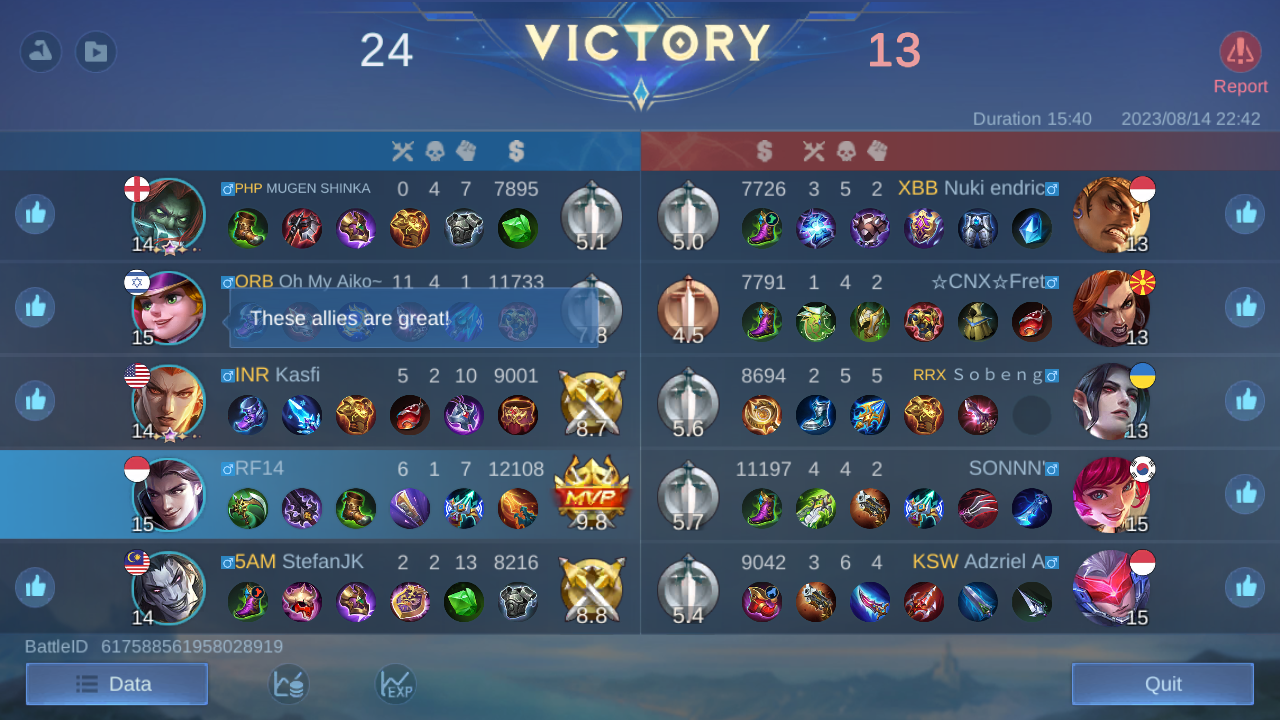 24 VICTORY 13
Report
Duration 15:40 2023/08/14 22:42
PHP MUGEN SHINKA 0 4 7 7895
14
5.1
7726 3 5 2 XBB Nuki endric
5.0
13
ORB Oh My Aiko~ 11 4 1 11733
These allies are great!
15
7.8
7791 1 4 2 ☆CNX☆Fret
4.5
13
INR Kasfi 5 2 10 9001
14
8.7
8694 2 5 5 RRX S o b e n g
5.6
13
RF14 6 1 7 12108
MVP
15
9.8
11197 4 4 2 SONNN'
5.7
15
5AM StefanJK 2 2 13 8216
14
8.8
9042 3 6 4 KSW Adzriel A
5.4
15
BattleID 617588561958028919
Data
EXP
Quit